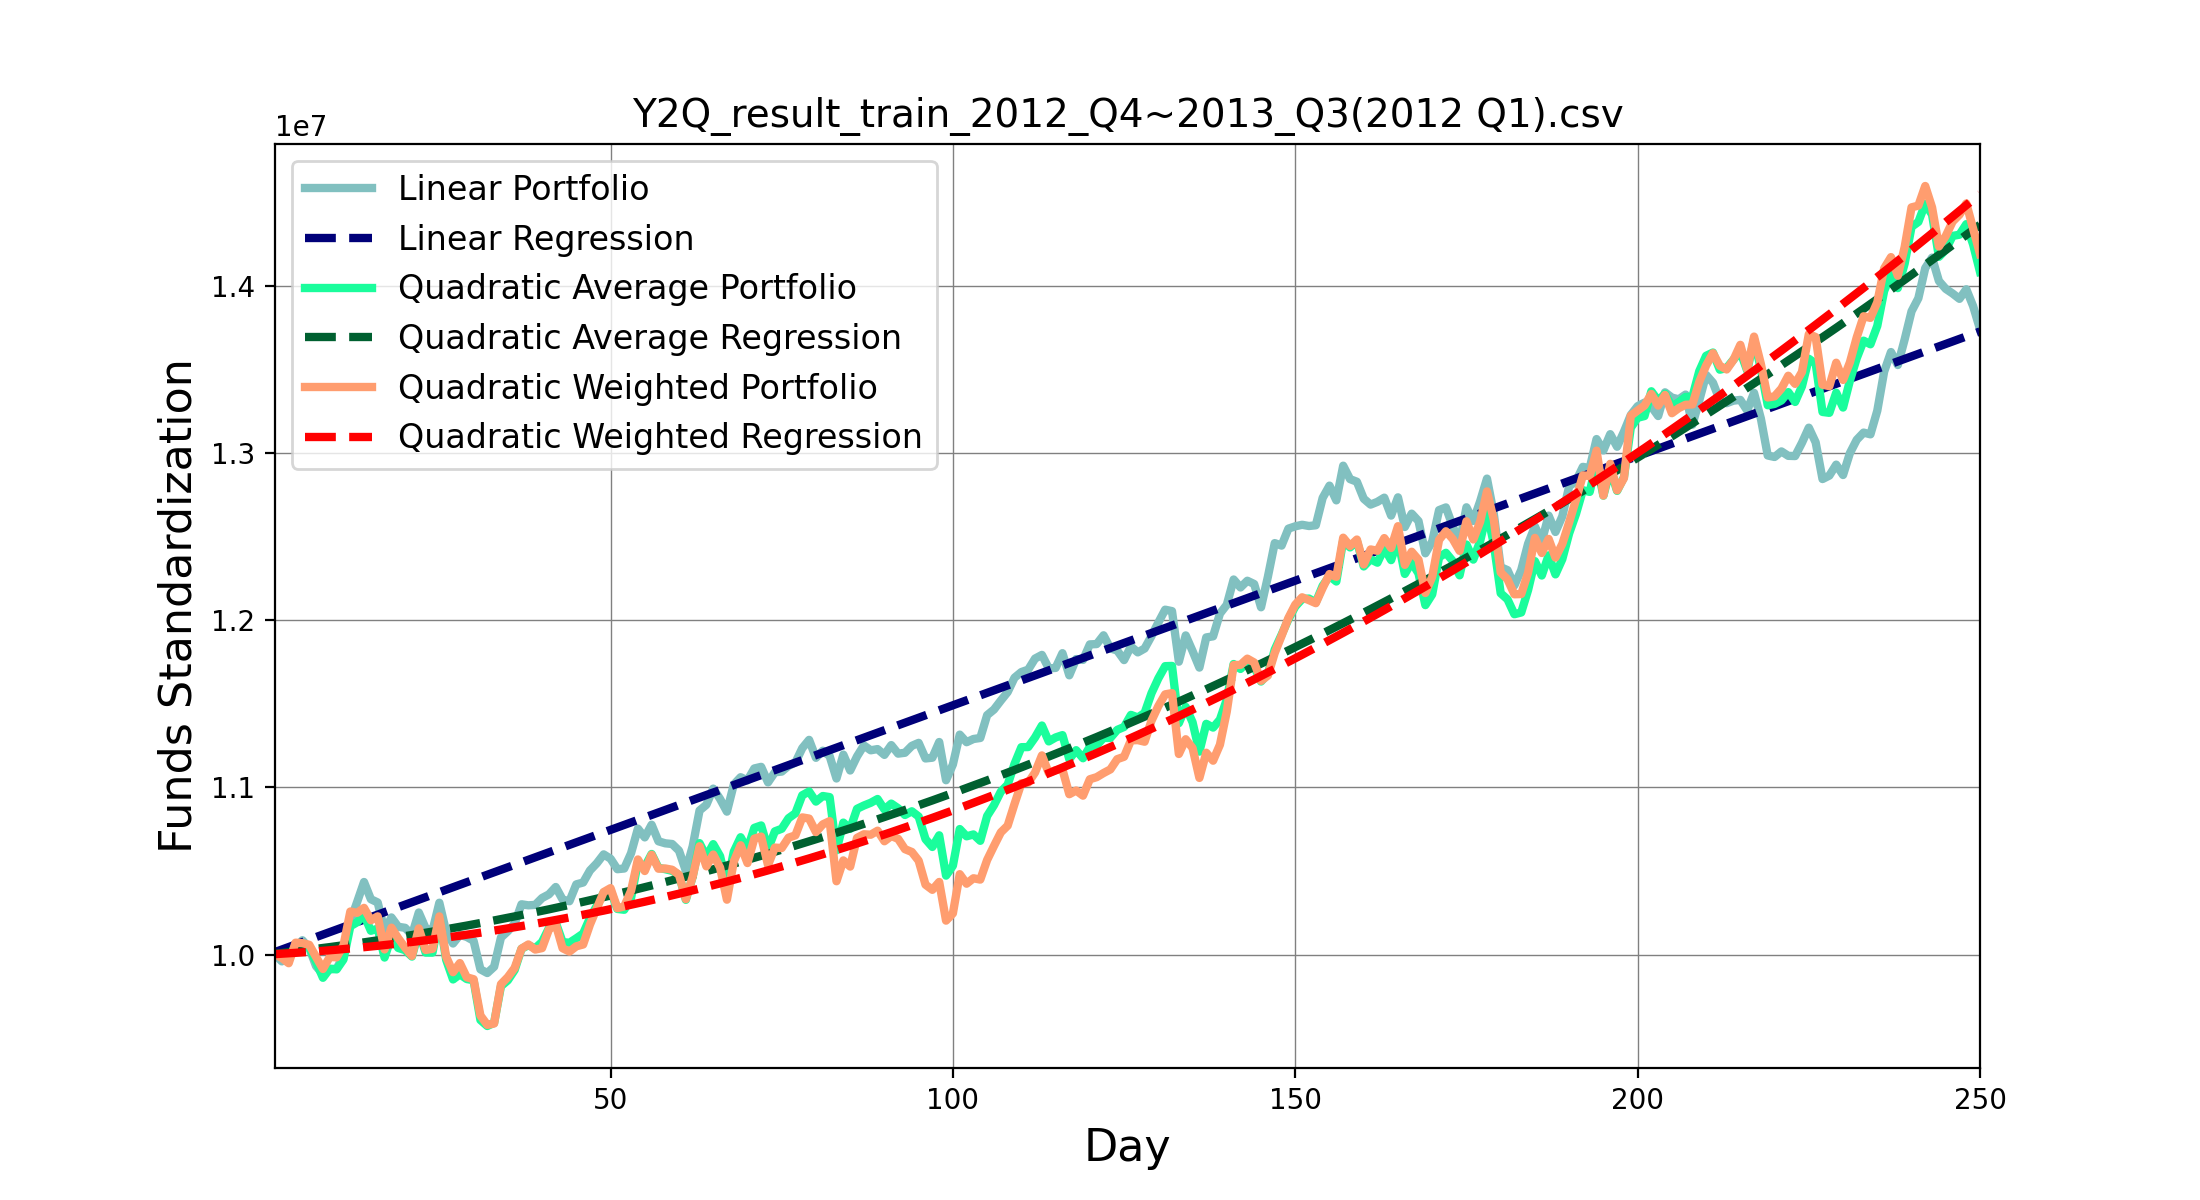 Y2Q_result_train_2012_Q4~2013_Q3(2012 Q1).csv
1e7
Linear Portfolio
Linear Regression
Quadratic Average Portfolio
Quadratic Average Regression
Quadratic Weighted Portfolio
Quadratic Weighted Regression
Funds Standardization
1.4
1.3
1.2
1.1
1.0
50 100 150 200 250
Day